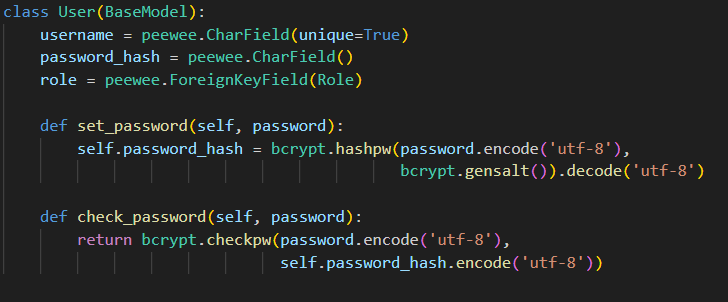 class User(BaseModel):
    username = peewee.CharField(unique=True)
    password_hash = peewee.CharField()
    role = peewee.ForeignKeyField(Role)

    def set_password(self, password):
        self.password_hash = bcrypt.hashpw(password.encode('utf-8'),
                                           bcrypt.gensalt()).decode('utf-8')

    def check_password(self, password):
        return bcrypt.checkpw(password.encode('utf-8'),
                              self.password_hash.encode('utf-8'))